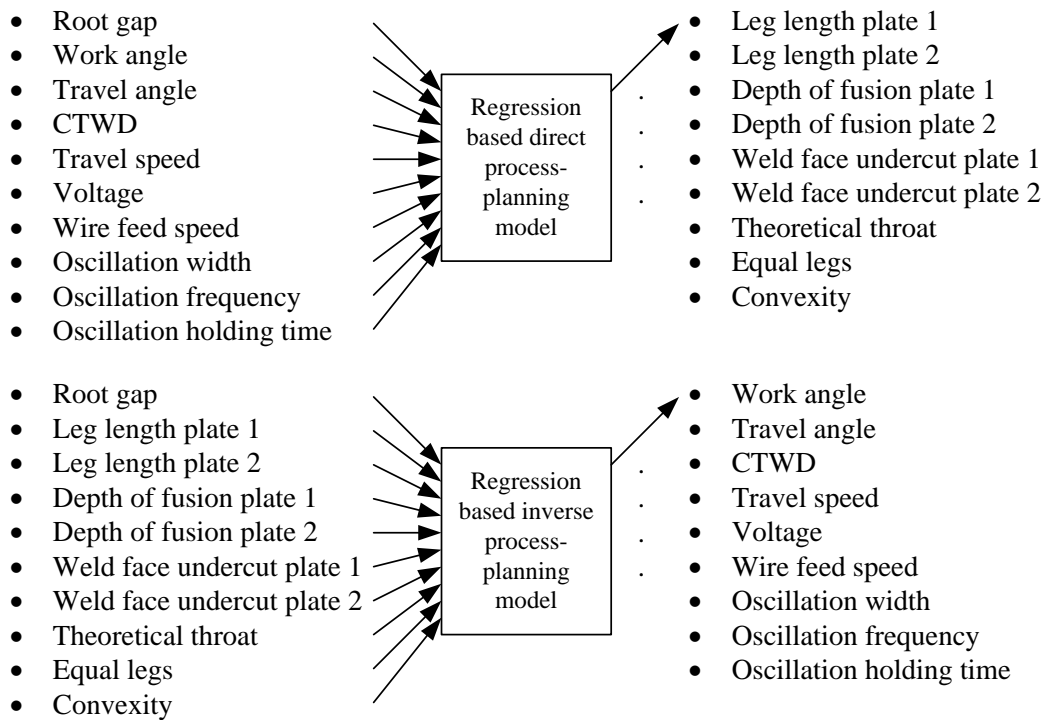 • Root gap
• Work angle
• Travel angle
• CTWD
• Travel speed
• Voltage
• Wire feed speed
• Oscillation width
• Oscillation frequency
• Oscillation holding time
Regression
based direct
process-
planning
model
• Leg length plate 1
• Leg length plate 2
• Depth of fusion plate 1
• Depth of fusion plate 2
• Weld face undercut plate 1
• Weld face undercut plate 2
• Theoretical throat
• Equal legs
• Convexity
• Root gap
• Leg length plate 1
• Leg length plate 2
• Depth of fusion plate 1
• Depth of fusion plate 2
• Weld face undercut plate 1
• Weld face undercut plate 2
• Theoretical throat
• Equal legs
• Convexity
Regression
based inverse
process-
planning
model
• Work angle
• Travel angle
• CTWD
• Travel speed
• Voltage
• Wire feed speed
• Oscillation width
• Oscillation frequency
• Oscillation holding time